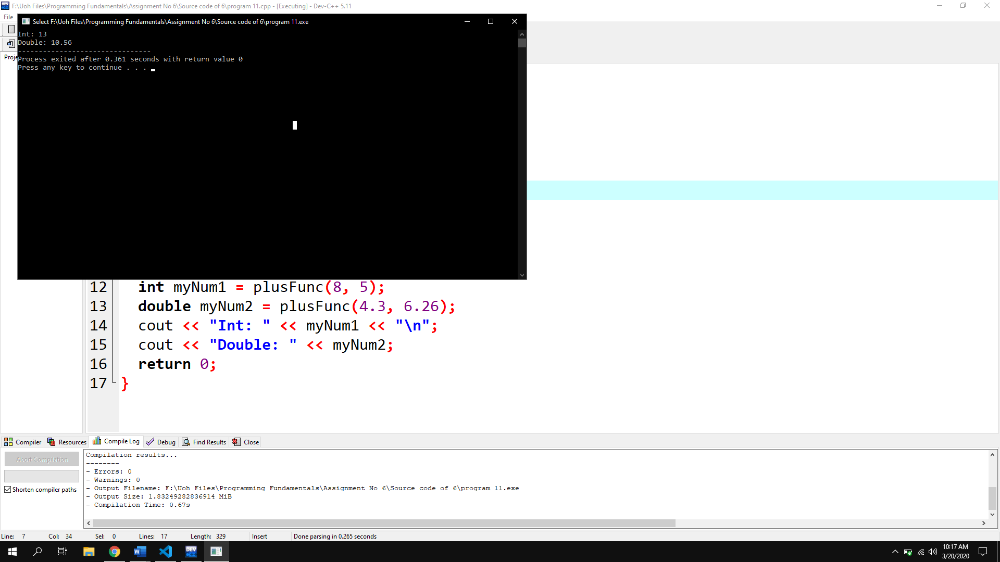 F:\Uoh Files\Programming Fundamentals\Assignment No 6\Source code of 6\program 11.cpp - [Executing] - Dev-C++ 5.11
File
Select F:\Uoh Files\Programming Fundamentals\Assignment No 6\Source code of 6\program 11.exe
Int: 13
Double: 10.56
--------------------------------
Process exited after 0.361 seconds with return value 0
Press any key to continue . . .
Proje
12 int myNum1 = plusFunc(8, 5);
13 double myNum2 = plusFunc(4.3, 6.26);
14 cout << "Int: " << myNum1 << "\n";
15 cout << "Double: " << myNum2;
16 return 0;
17 }
Compiler Resources Compile Log Debug Find Results Close
Abort Compilation
Shorten compiler paths
Compilation results...
--------
- Errors: 0
- Warnings: 0
- Output Filename: F:\Uoh Files\Programming Fundamentals\Assignment No 6\Source code of 6\program 11.exe
- Output Size: 1.83249282836914 MiB
- Compilation Time: 0.67s
Line: 7 Col: 34 Sel: 0 Lines: 17 Length: 329 Insert Done parsing in 0.265 seconds
DEV
10:17 AM
3/20/2020